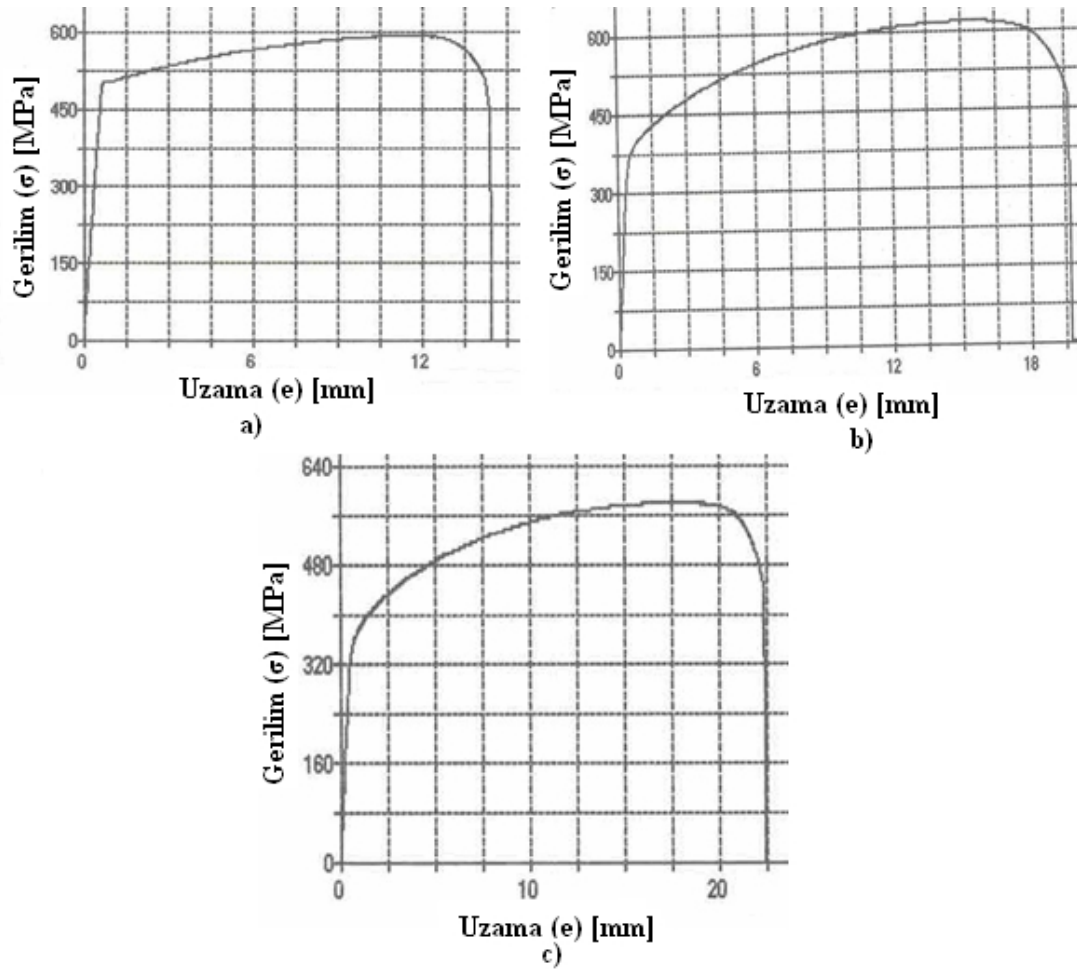 Gerilim (σ) [MPa]
600
450
300
150
0
0 6 12
Uzama (e) [mm]
a)
Gerilim (σ) [MPa]
600
450
300
150
0
0 6 12 18
Uzama (e) [mm]
b)
Gerilim (σ) [MPa]
640
480
320
160
0
0 10 20
Uzama (e) [mm]
c)